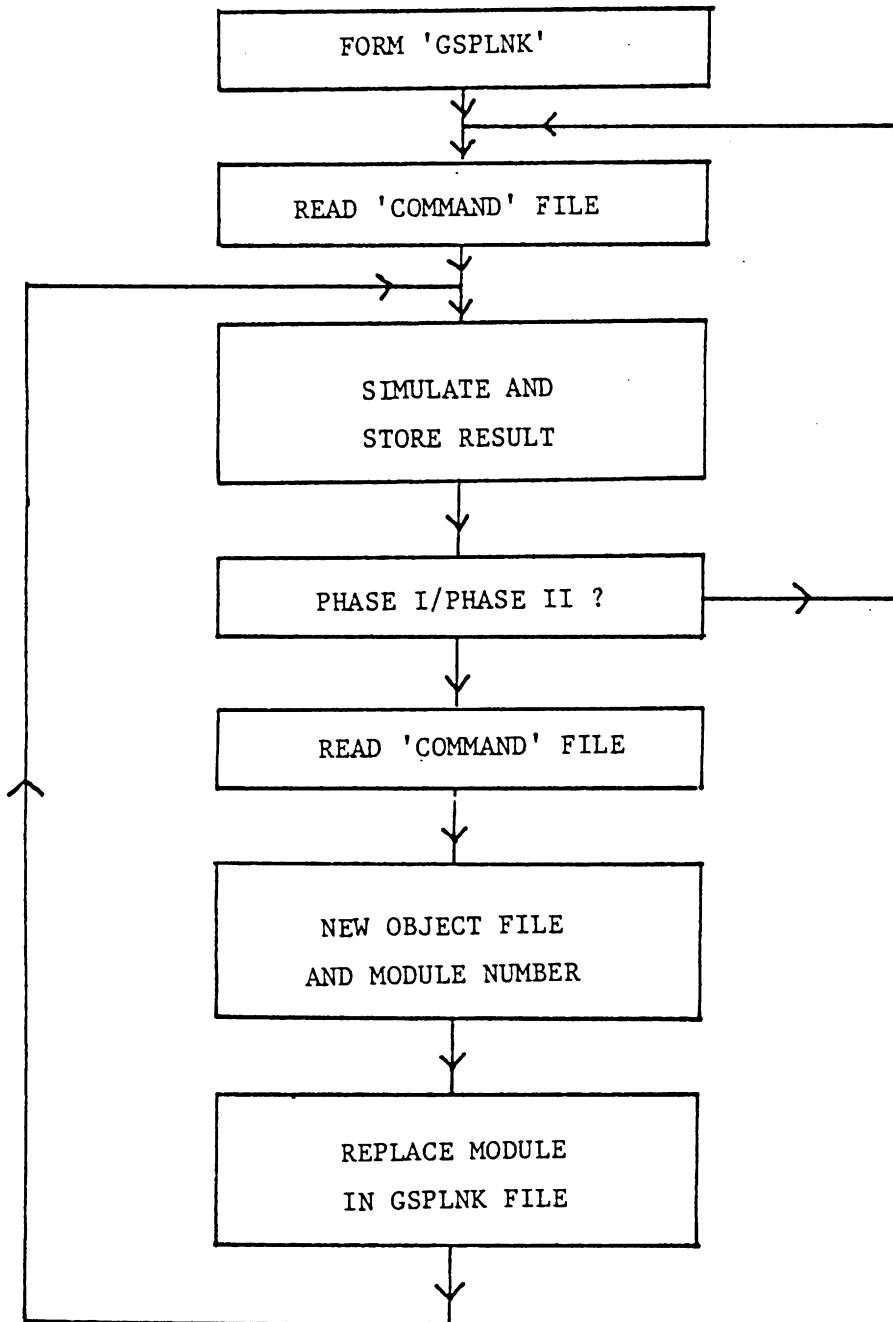 FORM 'GSPLNK'
READ 'COMMAND' FILE
SIMULATE AND
STORE RESULT
PHASE I/PHASE II ?
READ 'COMMAND' FILE
NEW OBJECT FILE
AND MODULE NUMBER
REPLACE MODULE
IN GSPLNK FILE